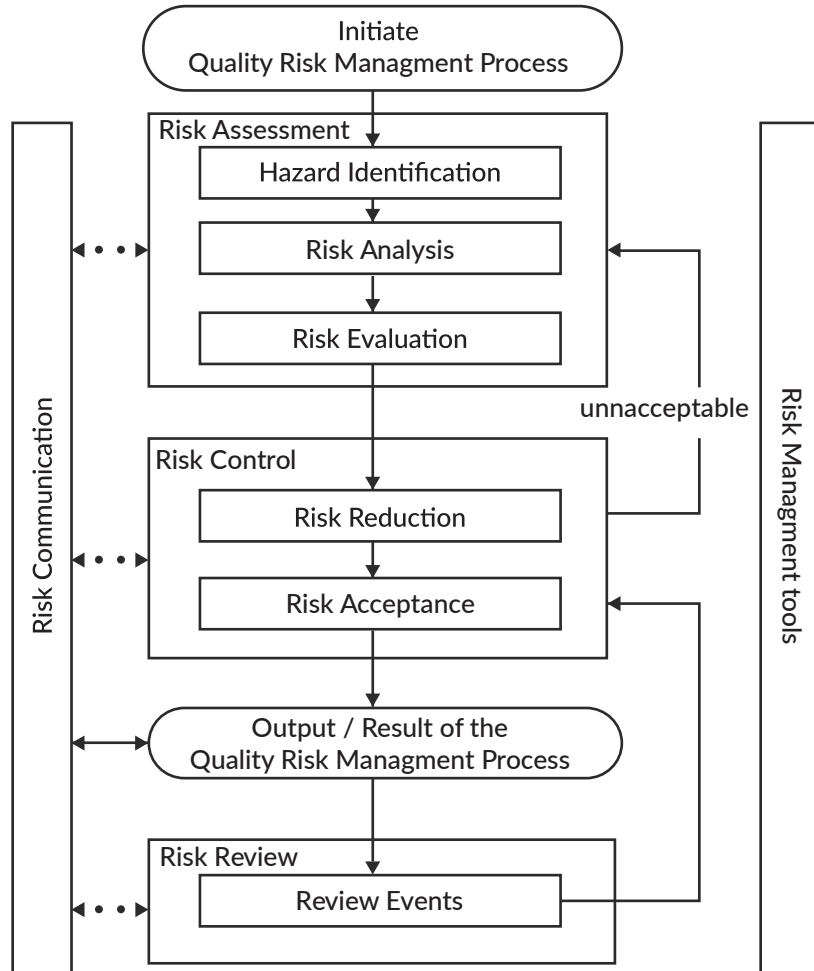 Initiate
Quality Risk Managment Process
Risk Assessment
Hazard Identification
Risk Analysis
Risk Evaluation
unnacceptable
Risk Control
Risk Reduction
Risk Acceptance
Output / Result of the
Quality Risk Managment Process
Risk Review
Review Events
Risk Communication
Risk Managment tools